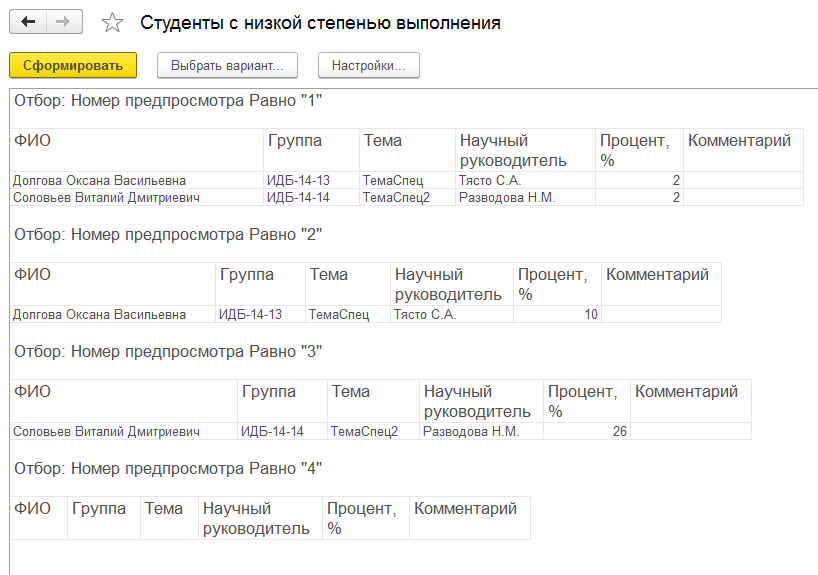 Студенты с низкой степенью выполнения
Сформировать Выбрать вариант... Настройки...
Отбор: Номер предпросмотра Равно "1"
ФИО Группа Тема Научный руководитель Процент, % Комментарий
Долгова Оксана Васильевна ИДБ-14-13 ТемаСпец Тясто С.А. 2
Соловьев Виталий Дмитриевич ИДБ-14-14 ТемаСпец2 Разводова Н.М. 2
Отбор: Номер предпросмотра Равно "2"
ФИО Группа Тема Научный руководитель Процент, % Комментарий
Долгова Оксана Васильевна ИДБ-14-13 ТемаСпец Тясто С.А. 10
Отбор: Номер предпросмотра Равно "3"
ФИО Группа Тема Научный руководитель Процент, % Комментарий
Соловьев Виталий Дмитриевич ИДБ-14-14 ТемаСпец2 Разводова Н.М. 26
Отбор: Номер предпросмотра Равно "4"
ФИО Группа Тема Научный руководитель Процент, % Комментарий